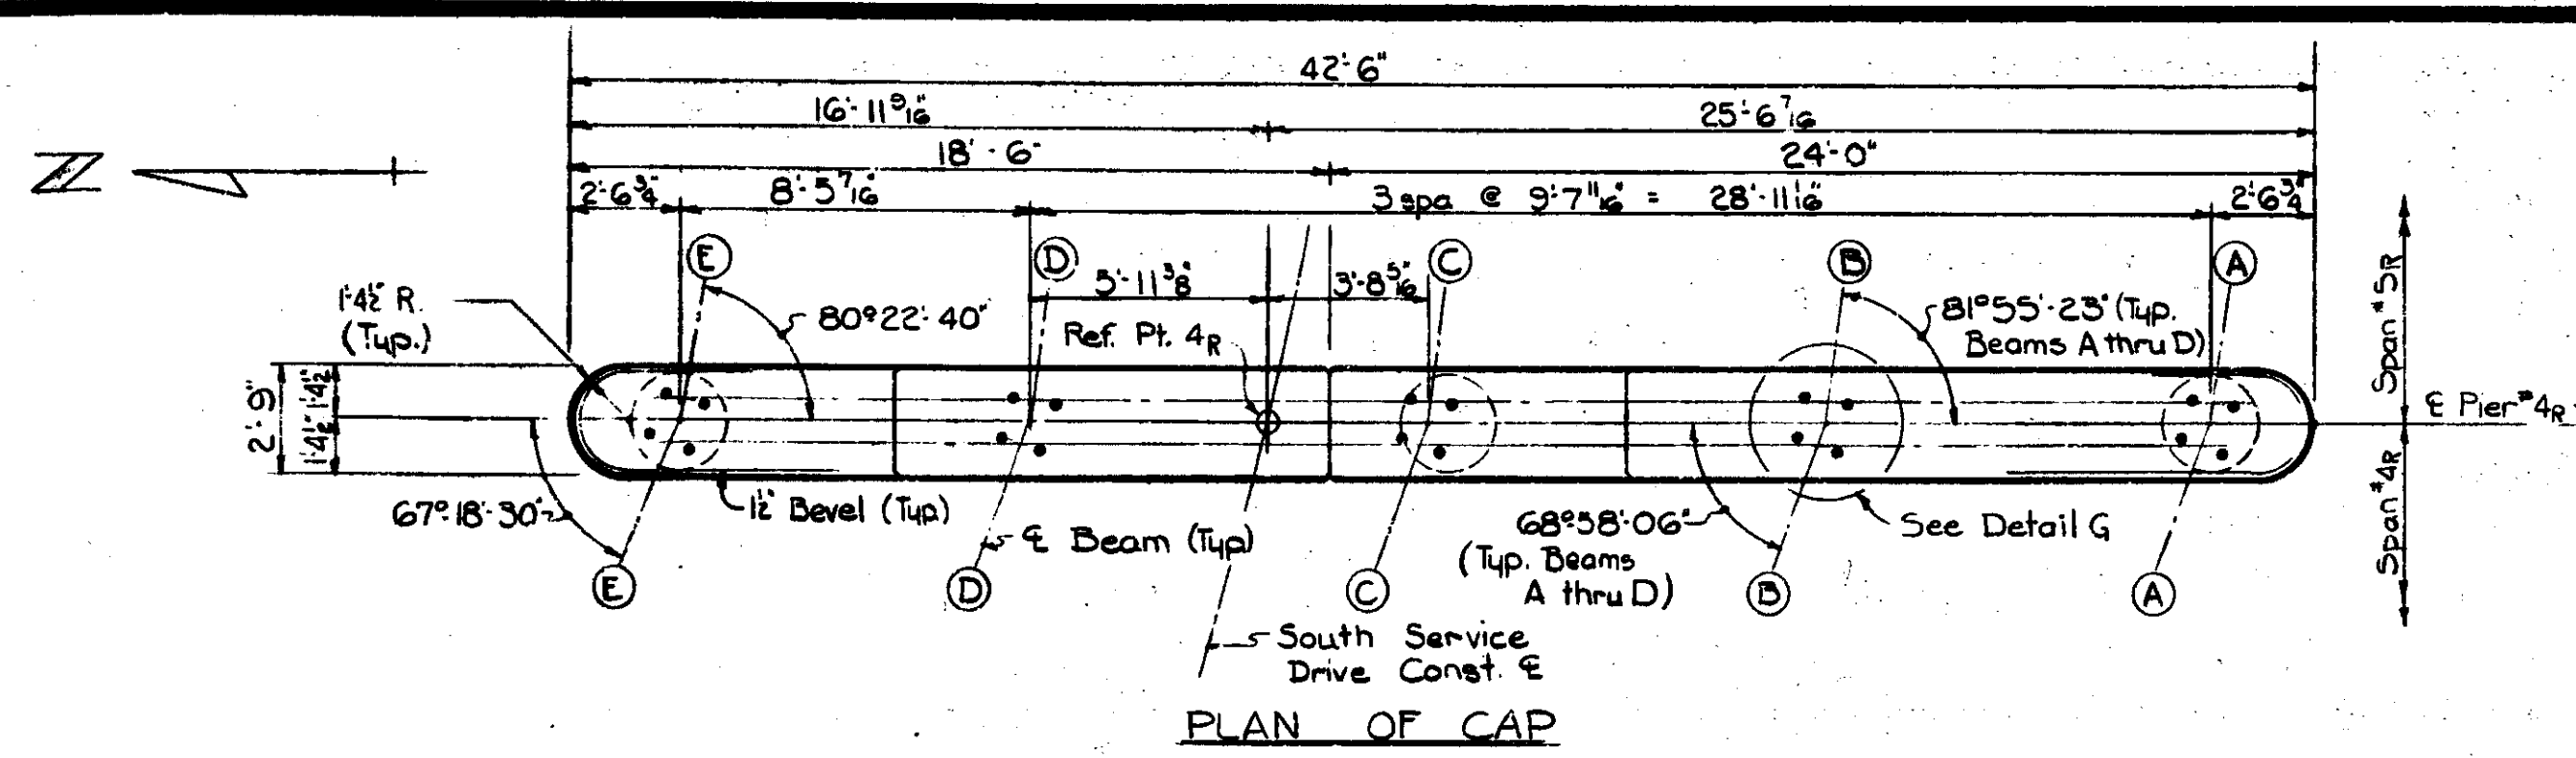 42'-6"
16'-11 9/16"
25'-6 7/16
18'-6"
24'-0"
2'-6 3/4"
8'-5 7/16"
3 spa @ 9'-7 11/16" = 28'-11 1/16"
2'-6 3/4"
E
D
C
B
A
5'-11 3/8"
3'-8 5/16"
1'-4 1/2" R.
(Typ.)
80°22'-40"
Ref. Pt. 4R
81°55'-23" (Typ.
Beams A thru D)
Span #5R
2'-9"
1'-4 1/2"
1'-4 1/2"
℄ Pier #4R
67°-18'-30"
1 1/2" Bevel (Typ.)
℄ Beam (Typ)
68°58'-06"
(Typ. Beams
A thru D)
See Detail G
Span #4R
E
D
C
B
A
South Service
Drive Const. ℄
PLAN OF CAP